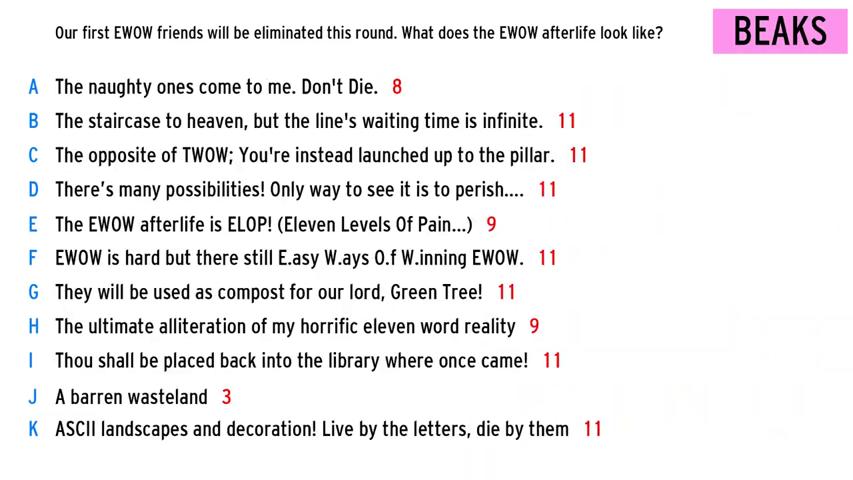 Our first EWOW friends will be eliminated this round. What does the EWOW afterlife look like?
BEAKS
A The naughty ones come to me. Don't Die. 8
B The staircase to heaven, but the line's waiting time is infinite. 11
C The opposite of TWOW; You're instead launched up to the pillar. 11
D There’s many possibilities! Only way to see it is to perish.... 11
E The EWOW afterlife is ELOP! (Eleven Levels Of Pain...) 9
F EWOW is hard but there still E.asy W.ays O.f W.inning EWOW. 11
G They will be used as compost for our lord, Green Tree! 11
H The ultimate alliteration of my horrific eleven word reality 9
I Thou shall be placed back into the library where once came! 11
J A barren wasteland 3
K ASCII landscapes and decoration! Live by the letters, die by them 11